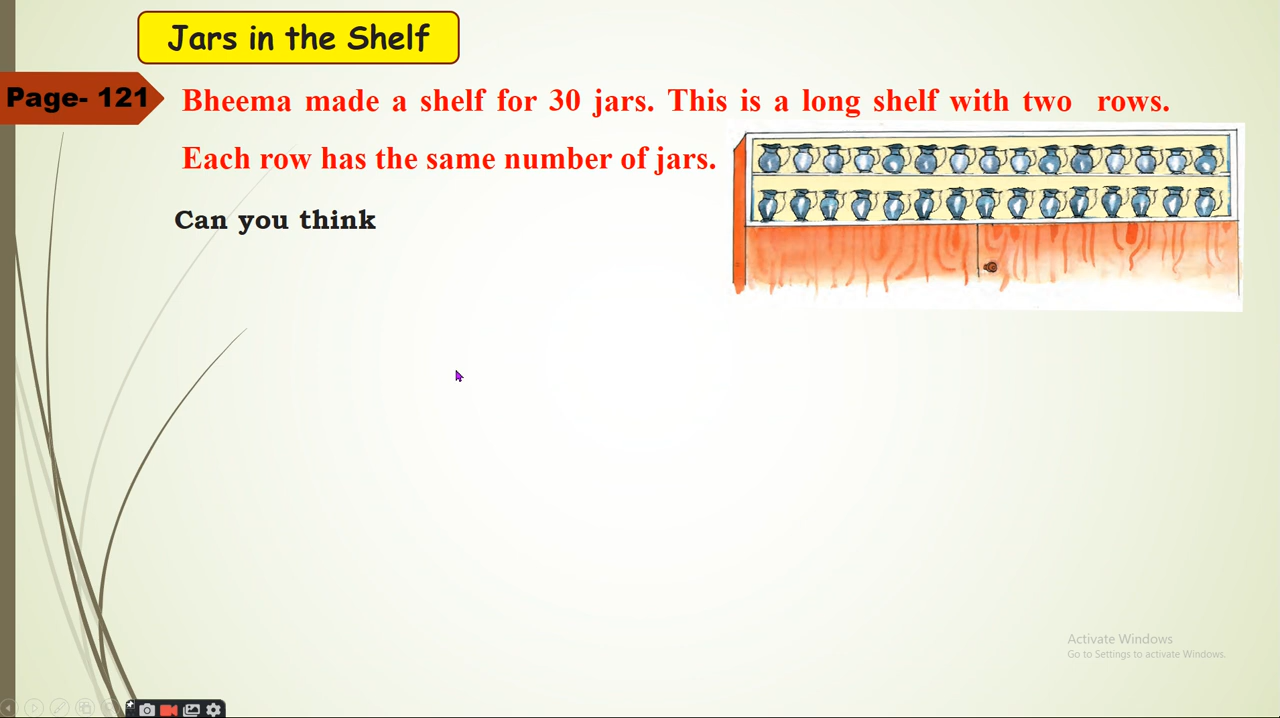 Jars in the Shelf
Page- 121
Bheema made a shelf for 30 jars. This is a long shelf with two rows.
Each row has the same number of jars.
Can you think
Activate Windows
Go to Settings to activate Windows.